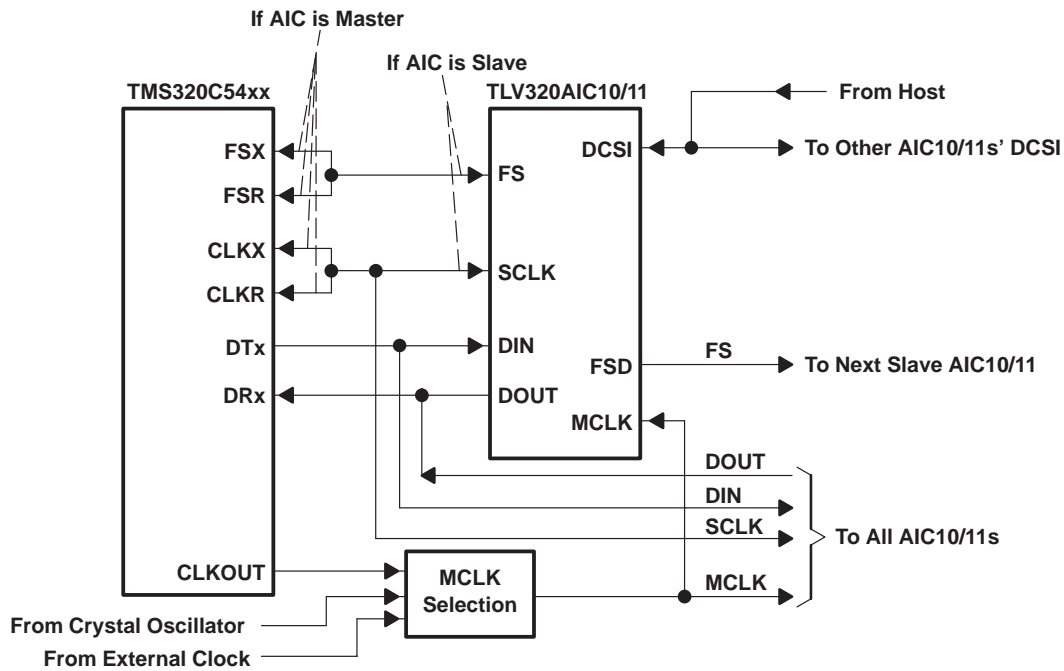 If AIC is Master
If AIC is Slave
TMS320C54xx
TLV320AIC10/11
From Host
FSX
DCSI
To Other AIC10/11s’ DCSI
FS
FSR
CLKX
SCLK
CLKR
DTx
DIN
FS
FSD
To Next Slave AIC10/11
DRx
DOUT
MCLK
DOUT
DIN
SCLK
To All AIC10/11s
CLKOUT
MCLK
Selection
MCLK
From Crystal Oscillator
From External Clock